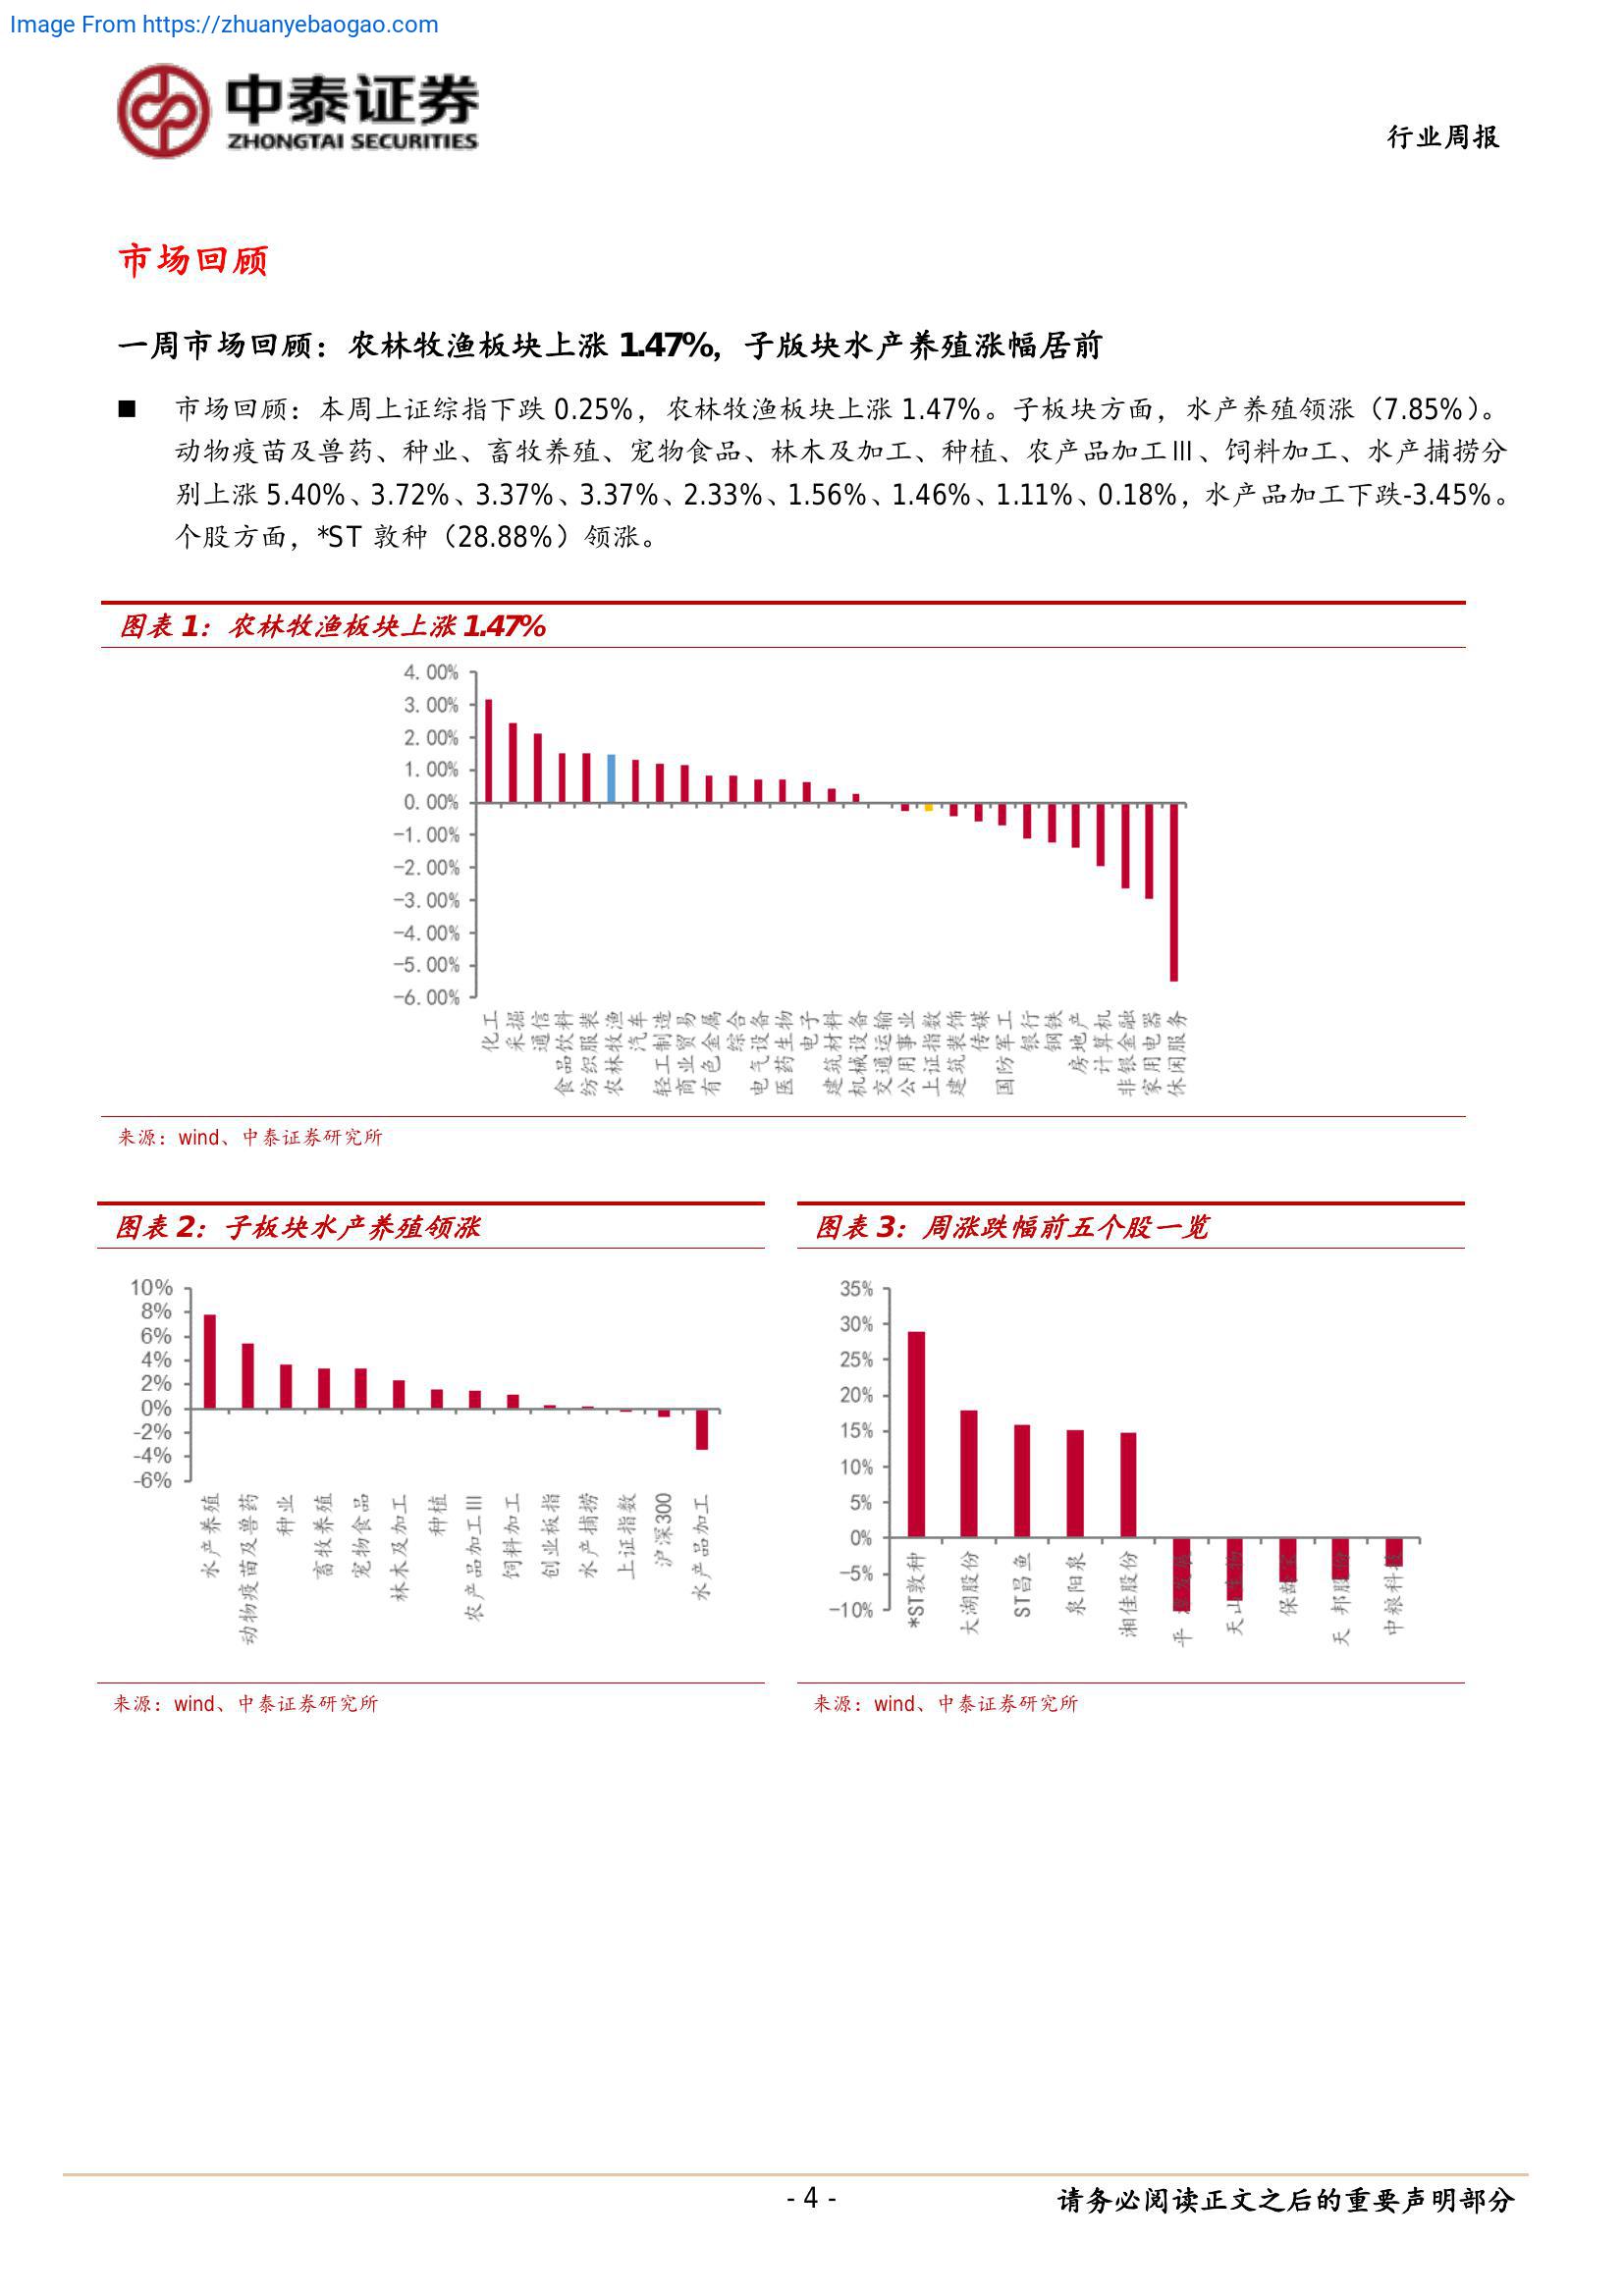 Image From https://zhuanyebaogao.com
中泰证券
ZHONGTAI SECURITIES
行业周报
市场回顾
一周市场回顾：农林牧渔板块上涨 1.47%，子版块水产养殖涨幅居前
■ 市场回顾：本周上证综指下跌 0.25%，农林牧渔板块上涨 1.47%。子板块方面，水产养殖领涨（7.85%）。
动物疫苗及兽药、种业、畜牧养殖、宠物食品、林木及加工、种植、农产品加工Ⅲ、饲料加工、水产捕捞分
别上涨 5.40%、3.72%、3.37%、3.37%、2.33%、1.56%、1.46%、1.11%、0.18%，水产品加工下跌-3.45%。
个股方面，*ST 敦种（28.88%）领涨。
图表 1：农林牧渔板块上涨 1.47%
4.00%
3.00%
2.00%
1.00%
0.00%
-1.00%
-2.00%
-3.00%
-4.00%
-5.00%
-6.00%
化工
采掘
通信
食品饮料
纺织服装
农林牧渔
汽车
轻工制造
商业贸易
有色金属
综合
电气设备
医药生物
电子
建筑材料
机械设备
交通运输
公用事业
上证指数
建筑装饰
传媒
国防军工
银行
钢铁
房地产
计算机
非银金融
家用电器
休闲服务
来源：wind、中泰证券研究所
图表 2：子板块水产养殖领涨
10%
8%
6%
4%
2%
0%
-2%
-4%
-6%
水产养殖
动物疫苗及兽药
种业
畜牧养殖
宠物食品
林木及加工
种植
农产品加工Ⅲ
饲料加工
创业板指
水产捕捞
上证指数
沪深300
水产品加工
来源：wind、中泰证券研究所
图表 3：周涨跌幅前五个股一览
35%
30%
25%
20%
15%
10%
5%
0%
-5%
-10%
*ST敦种
大湖股份
ST昌鱼
泉阳泉
湘佳股份
平
天山
保龄宝
天 邦股份
中粮科
来源：wind、中泰证券研究所
- 4 -
请务必阅读正文之后的重要声明部分